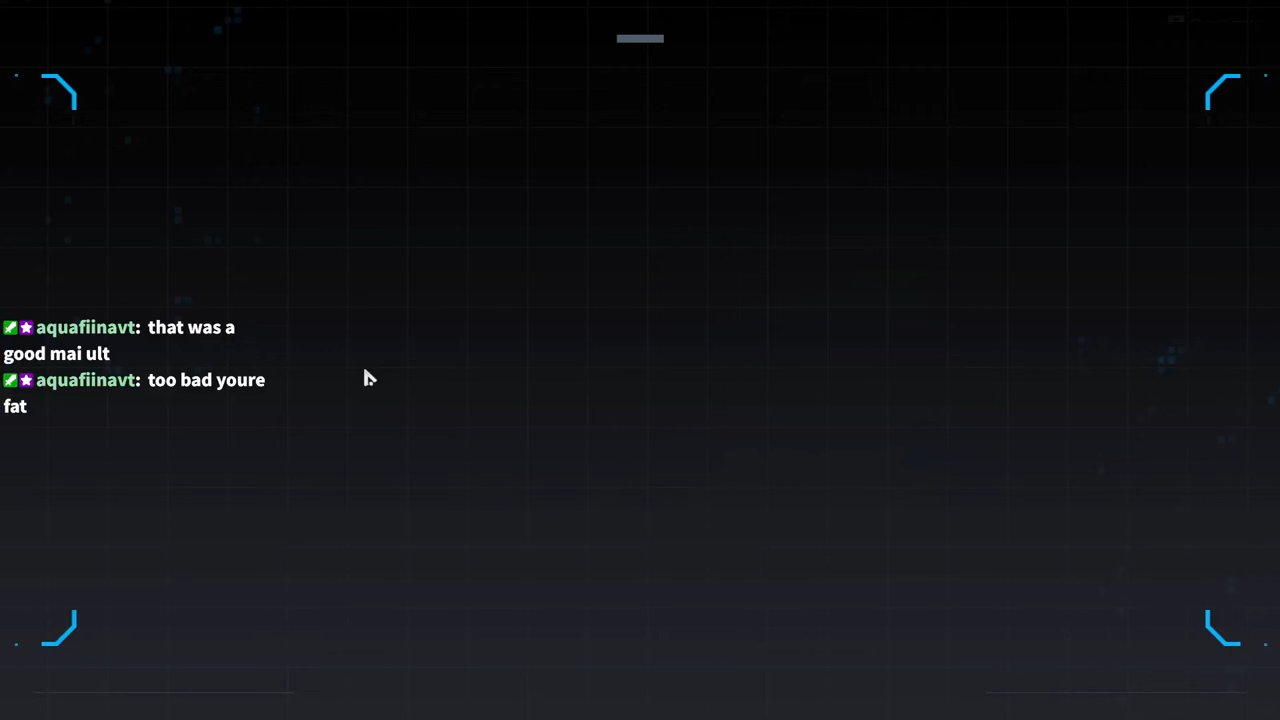 aquafiinavt: that was a
good mai ult
aquafiinavt: too bad youre
fat